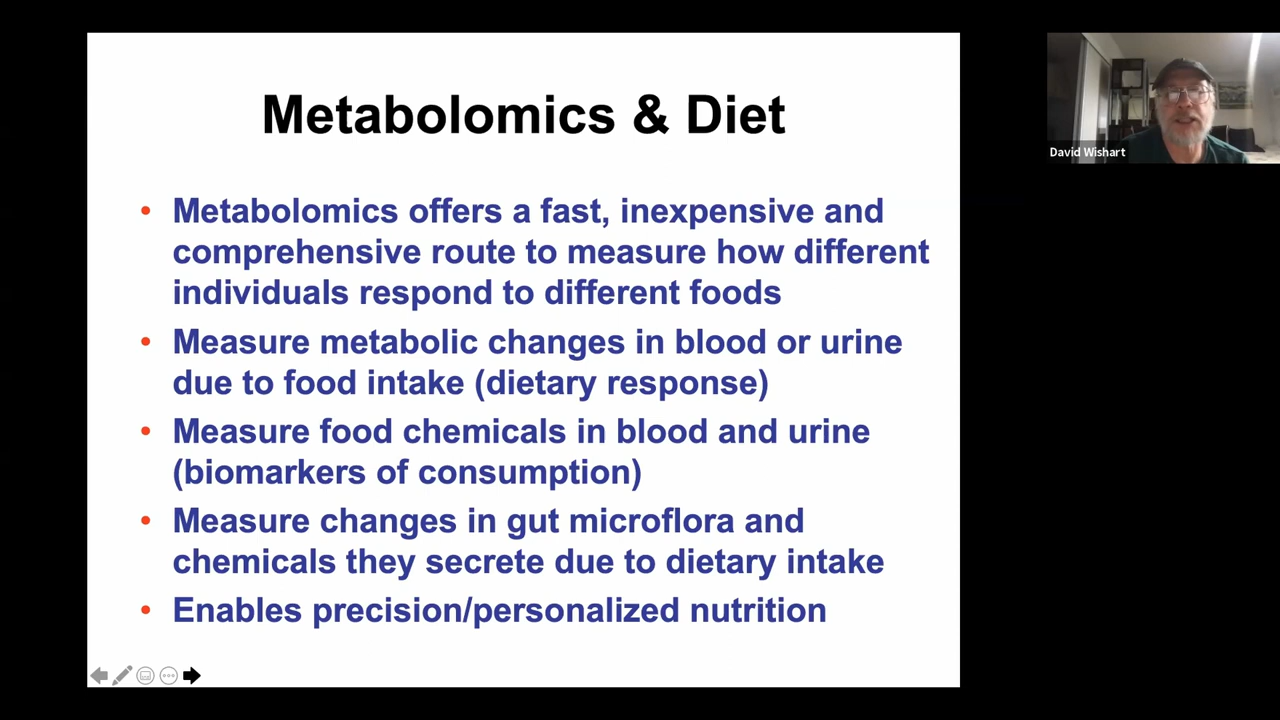 Metabolomics & Diet
• Metabolomics offers a fast, inexpensive and
comprehensive route to measure how different
individuals respond to different foods
• Measure metabolic changes in blood or urine
due to food intake (dietary response)
• Measure food chemicals in blood and urine
(biomarkers of consumption)
• Measure changes in gut microflora and
chemicals they secrete due to dietary intake
• Enables precision/personalized nutrition
David Wishart